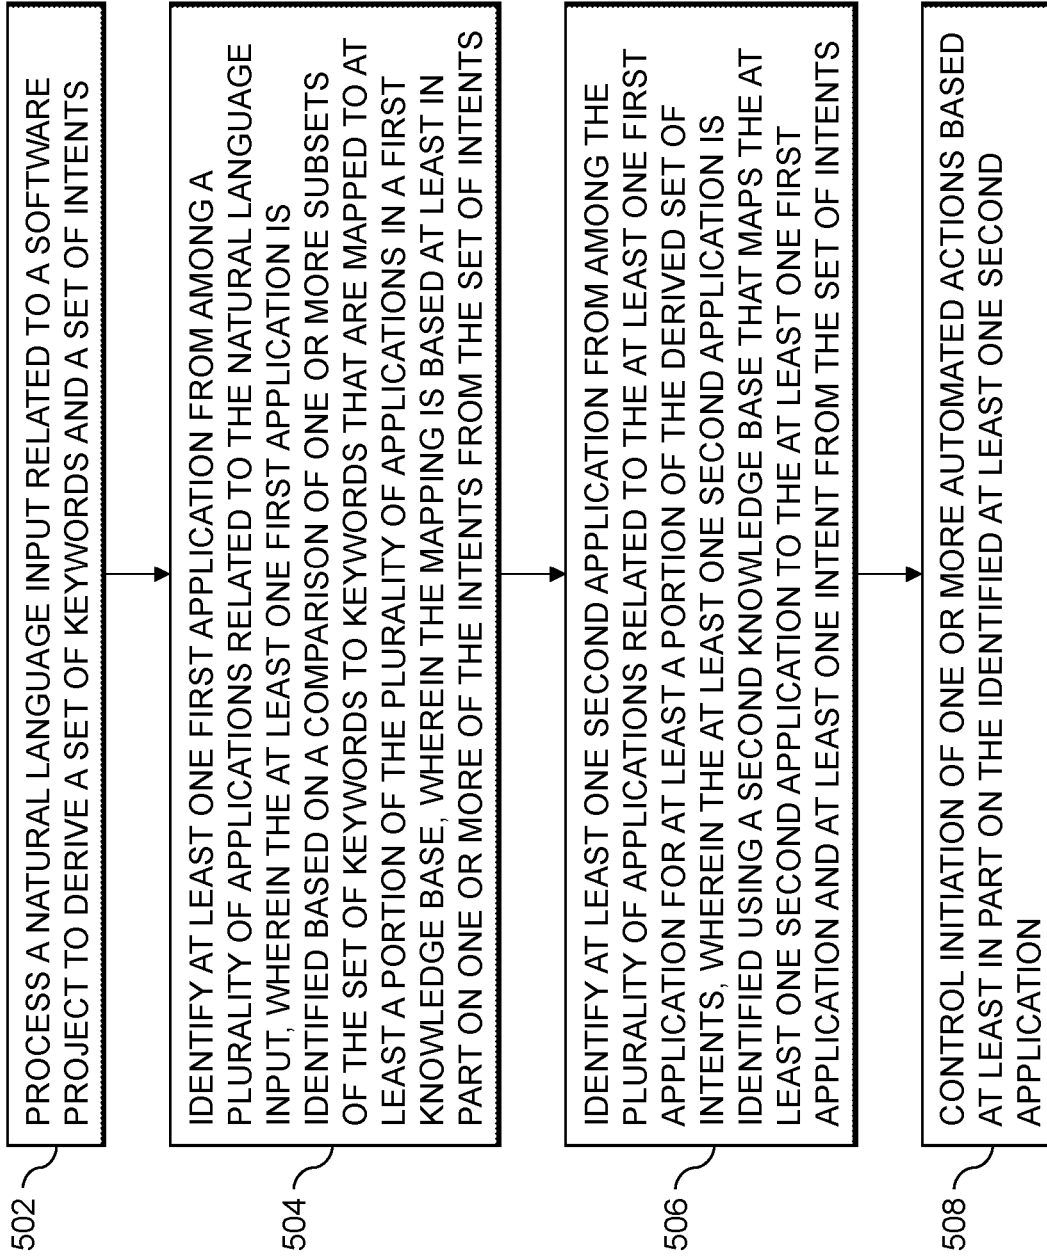 502
PROCESS A NATURAL LANGUAGE INPUT RELATED TO A SOFTWARE
PROJECT TO DERIVE A SET OF KEYWORDS AND A SET OF INTENTS
504
IDENTIFY AT LEAST ONE FIRST APPLICATION FROM AMONG A
PLURALITY OF APPLICATIONS RELATED TO THE NATURAL LANGUAGE
INPUT, WHEREIN THE AT LEAST ONE FIRST APPLICATION IS
IDENTIFIED BASED ON A COMPARISON OF ONE OR MORE SUBSETS
OF THE SET OF KEYWORDS TO KEYWORDS THAT ARE MAPPED TO AT
LEAST A PORTION OF THE PLURALITY OF APPLICATIONS IN A FIRST
KNOWLEDGE BASE, WHEREIN THE MAPPING IS BASED AT LEAST IN
PART ON ONE OR MORE OF THE INTENTS FROM THE SET OF INTENTS
506
IDENTIFY AT LEAST ONE SECOND APPLICATION FROM AMONG THE
PLURALITY OF APPLICATIONS RELATED TO THE AT LEAST ONE FIRST
APPLICATION FOR AT LEAST A PORTION OF THE DERIVED SET OF
INTENTS, WHEREIN THE AT LEAST ONE SECOND APPLICATION IS
IDENTIFIED USING A SECOND KNOWLEDGE BASE THAT MAPS THE AT
LEAST ONE SECOND APPLICATION TO THE AT LEAST ONE FIRST
APPLICATION AND AT LEAST ONE INTENT FROM THE SET OF INTENTS
508
CONTROL INITIATION OF ONE OR MORE AUTOMATED ACTIONS BASED
AT LEAST IN PART ON THE IDENTIFIED AT LEAST ONE SECOND
APPLICATION